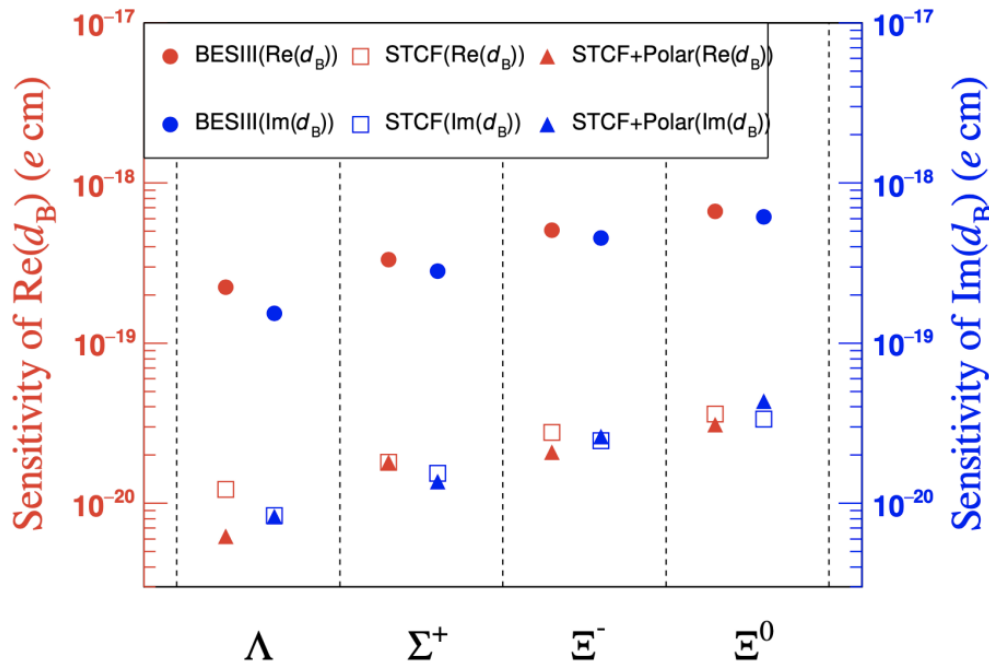 10⁻¹⁷ 10⁻¹⁷
BESIII(Re(d_B)) STCF(Re(d_B)) STCF+Polar(Re(d_B))
BESIII(Im(d_B)) STCF(Im(d_B)) STCF+Polar(Im(d_B))
10⁻¹⁸ 10⁻¹⁸
10⁻¹⁹ 10⁻¹⁹
10⁻²⁰ 10⁻²⁰
Sensitivity of Re(d_B) (e cm)
Sensitivity of Im(d_B) (e cm)
Λ Σ⁺ Ξ⁻ Ξ⁰